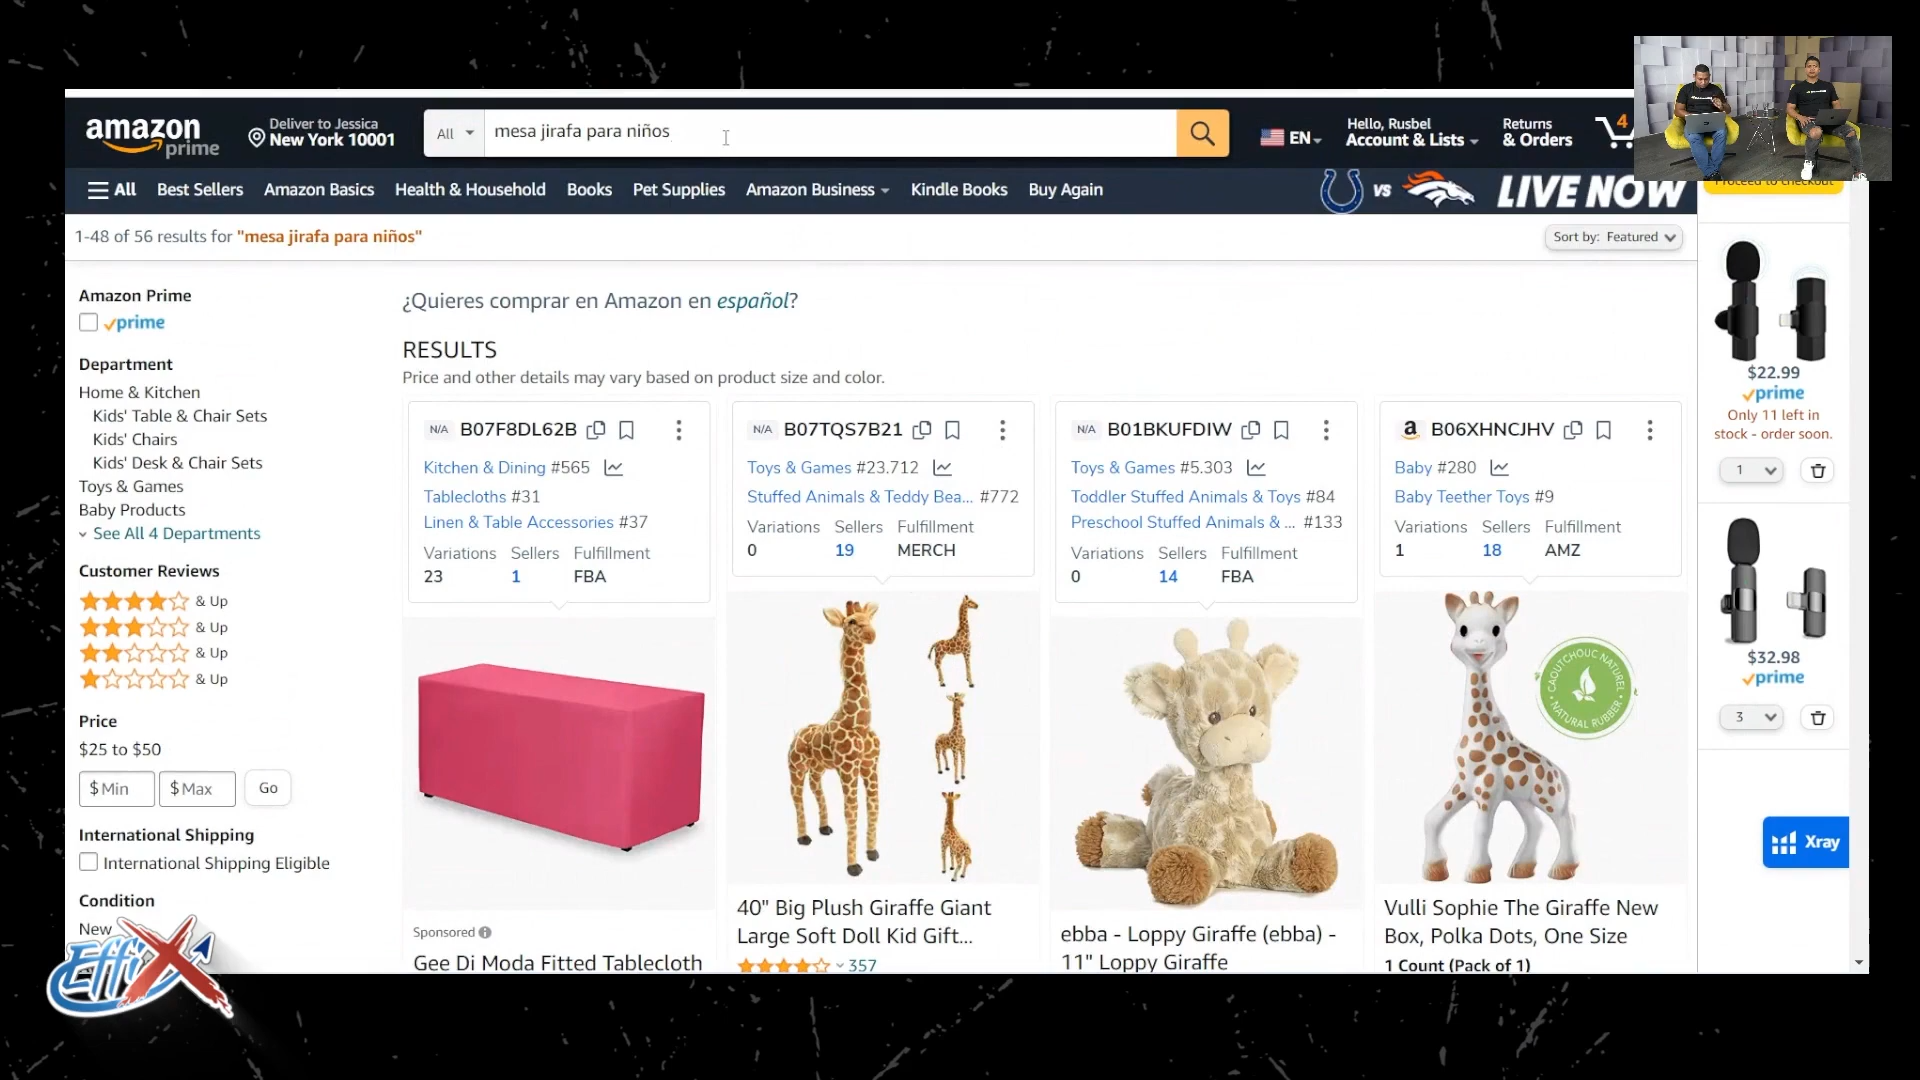 amazon
prime
Deliver to Jessica
New York 10001
All
mesa jirafa para niños
EN
Hello, Rusbel
Account & Lists
Returns
& Orders
4
All
Best Sellers
Amazon Basics
Health & Household
Books
Pet Supplies
Amazon Business
Kindle Books
Buy Again
VS
LIVE NOW
Proceed to checkout
1-48 of 56 results for "mesa jirafa para niños"
Sort by: Featured
Amazon Prime
prime
Department
Home & Kitchen
Kids' Table & Chair Sets
Kids' Chairs
Kids' Desk & Chair Sets
Toys & Games
Baby Products
See All 4 Departments
Customer Reviews
& Up
& Up
& Up
& Up
Price
$25 to $50
$ Min
$ Max
Go
International Shipping
International Shipping Eligible
Condition
New
EffiX
¿Quieres comprar en Amazon en español?
RESULTS
Price and other details may vary based on product size and color.
N/A B07F8DL62B
Kitchen & Dining #565
Tablecloths #31
Linen & Table Accessories #37
Variations Sellers Fulfillment
23 1 FBA
Sponsored
Gee Di Moda Fitted Tablecloth
N/A B07TQS7B21
Toys & Games #23.712
Stuffed Animals & Teddy Bea... #772
Variations Sellers Fulfillment
0 19 MERCH
40" Big Plush Giraffe Giant
Large Soft Doll Kid Gift...
357
N/A B01BKUFDIW
Toys & Games #5.303
Toddler Stuffed Animals & Toys #84
Preschool Stuffed Animals & ... #133
Variations Sellers Fulfillment
0 14 FBA
ebba - Loppy Giraffe (ebba) -
11" Loppy Giraffe
a B06XHNCJHV
Baby #280
Baby Teether Toys #9
Variations Sellers Fulfillment
1 18 AMZ
CAOUTCHOUC NATUREL
NATURAL RUBBER
Vulli Sophie The Giraffe New
Box, Polka Dots, One Size
1 Count (Pack of 1)
$22.99
prime
Only 11 left in
stock - order soon.
1
$32.98
prime
3
Xray